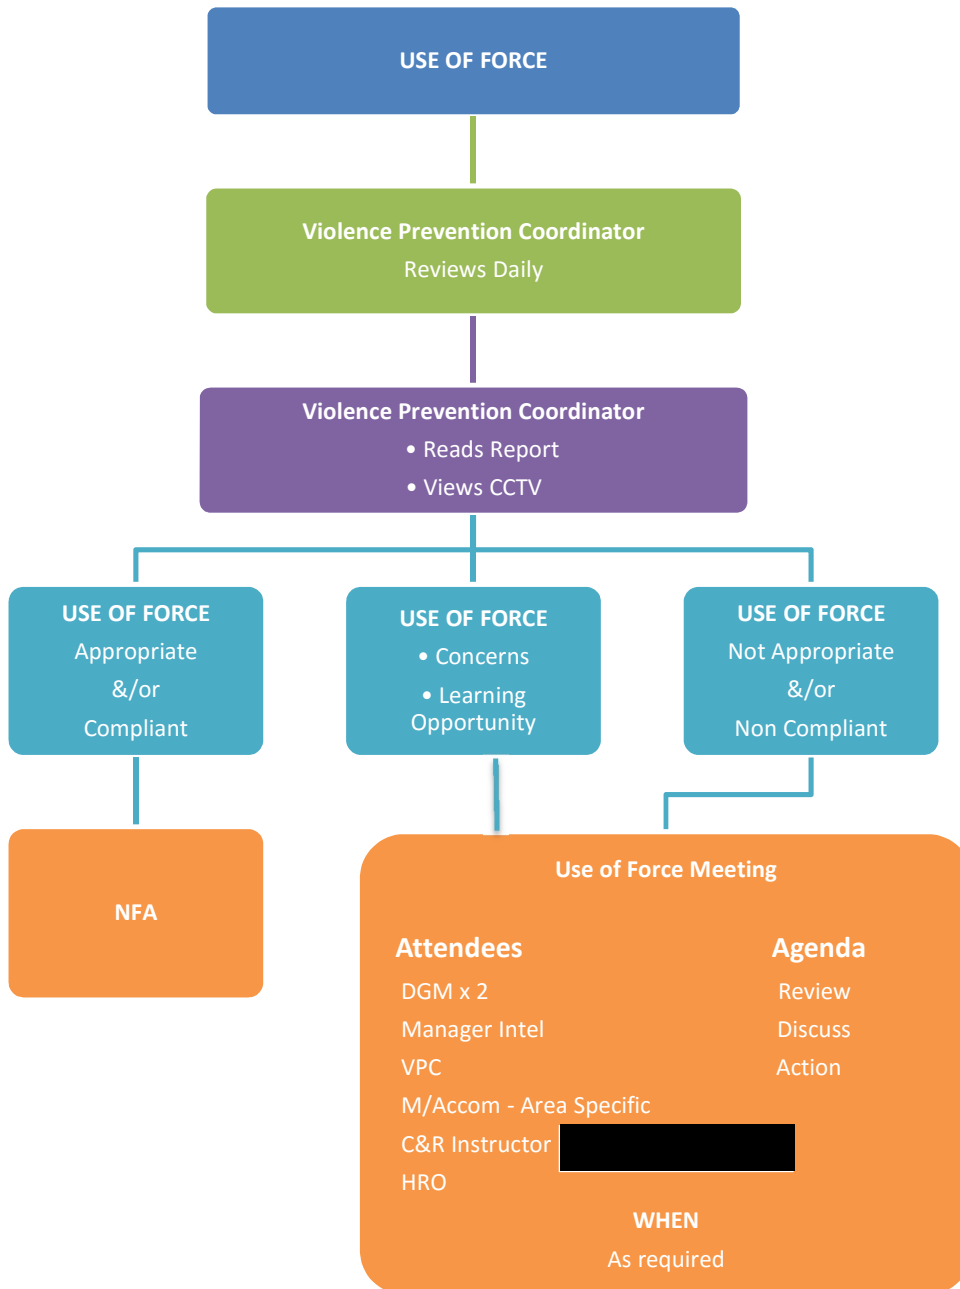 USE OF FORCE
Violence Prevention Coordinator
Reviews Daily
Violence Prevention Coordinator
• Reads Report
• Views CCTV
USE OF FORCE
Appropriate
&/or
Compliant
USE OF FORCE
• Concerns
• Learning
Opportunity
USE OF FORCE
Not Appropriate
&/or
Non Compliant
NFA
Use of Force Meeting
Attendees
DGM x 2
Manager Intel
VPC
M/Accom - Area Specific
C&R Instructor
HRO
Agenda
Review
Discuss
Action
WHEN
As required